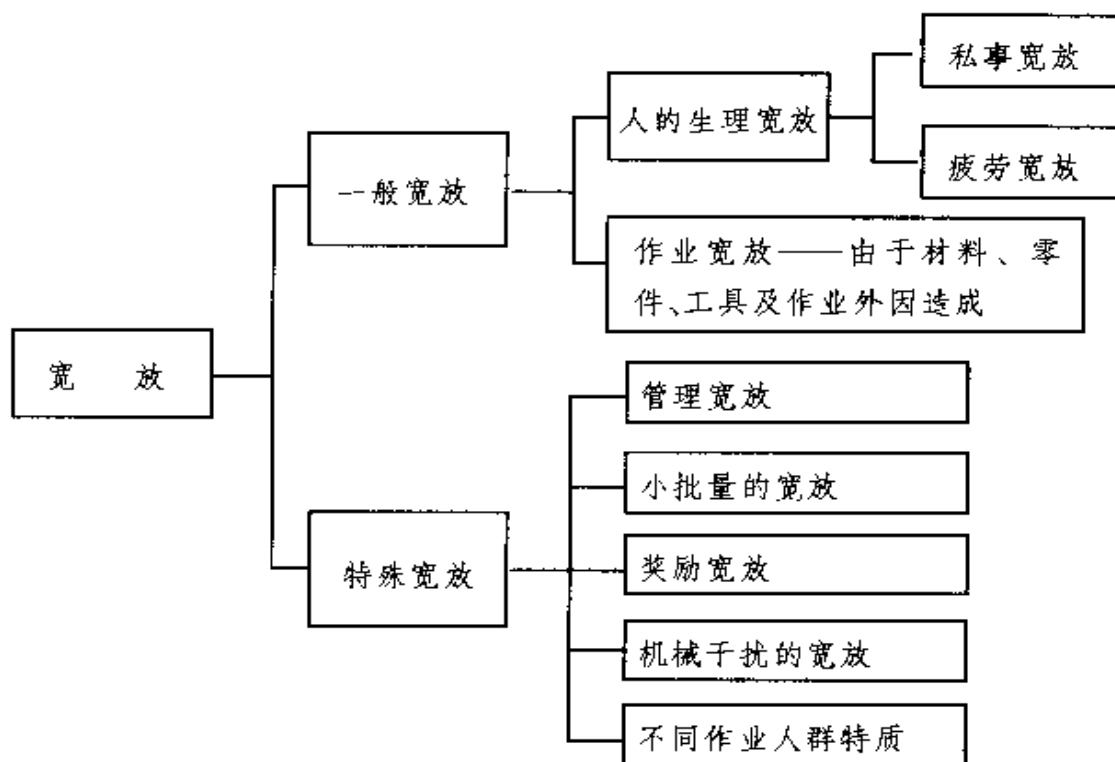 私事宽放
人的生理宽放
疲劳宽放
一般宽放
作业宽放——由于材料、零
件、工具及作业外因造成
宽 放
管理宽放
小批量的宽放
特殊宽放
奖励宽放
机械干扰的宽放
不同作业人群特质